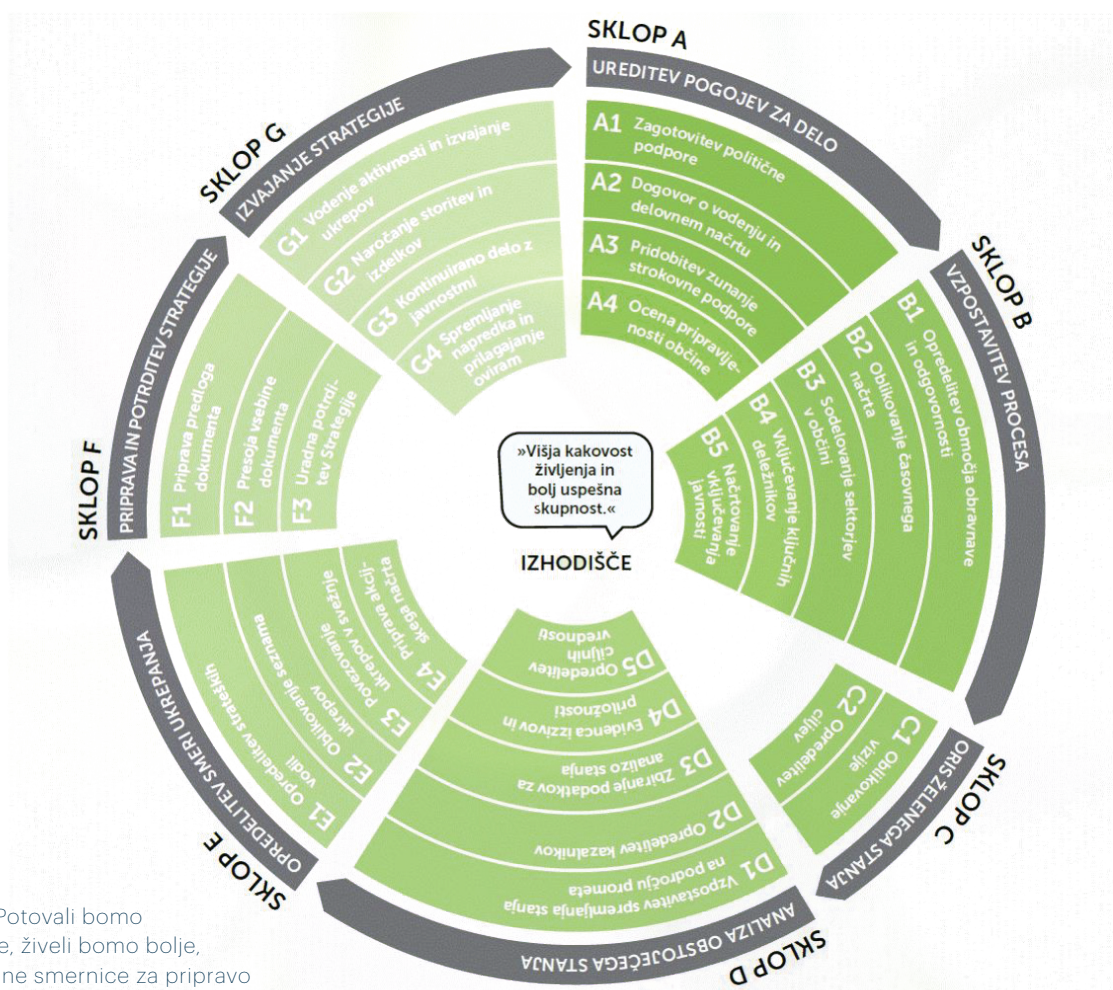 SKLOP A
UREDITEV POGOJEV ZA DELO
A1 Zagotovitev politične
podpore
A2 Dogovor o vodenju in
delovnem načrtu
A3 Pridobitev zunanje
strokovne podpore
A4 Ocena pripravlje-
nosti občine
SKLOP B
VZPOSTAVITEV PROCESA
B1 Opredelitev območja obravnave
in odgovornosti
B2 Oblikovanje časovnega
načrta
B3 Sodelovanje sektorjev
v občini
B4 Vključevanje ključnih
deležnikov
B5 Načrtovanje
vključevanja
javnosti
SKLOP C
ORIS ŽELENEGA STANJA
C1 Oblikovanje
vizije
C2 Opredelitev
ciljev
SKLOP D
ANALIZA OBSTOJEČEGA STANJA
D1 Vzpostavitev spremljanja stanja
na področju prometa
D2 Opredelitev kazalnikov
D3 Zbiranje podatkov za
analizo stanja
D4 Evidenca izzivov in
priložnosti
D5 Opredelitev
ciljnih
vrednosti
SKLOP E
OPREDELITEV SMERI UKREPANJA
E1 Opredelitev strateških
vodil
E2 Oblikovanje seznama
ukrepov
E3 Povezovanje
ukrepov v svežnje
E4 Priprava akcij-
skega načrta
SKLOP F
PRIPRAVA IN POTRDITEV STRATEGIJE
F1 Priprava predloga
dokumenta
F2 Presoja vsebine
dokumenta
F3 Uradna potrdi-
tev Strategije
SKLOP G
IZVAJANJE STRATEGIJE
G1 Vodenje aktivnosti in izvajanje
ukrepov
G2 Naročanje storitev in
izdelkov
G3 Kontinuirano delo z
javnostmi
G4 Spremljanje
napredka in
prilagajanje
oviram
»Višja kakovost
življenja in
bolj uspešna
skupnost.«
IZHODIŠČE
Potovali bomo
e, živeli bomo bolje,
ne smernice za pripravo